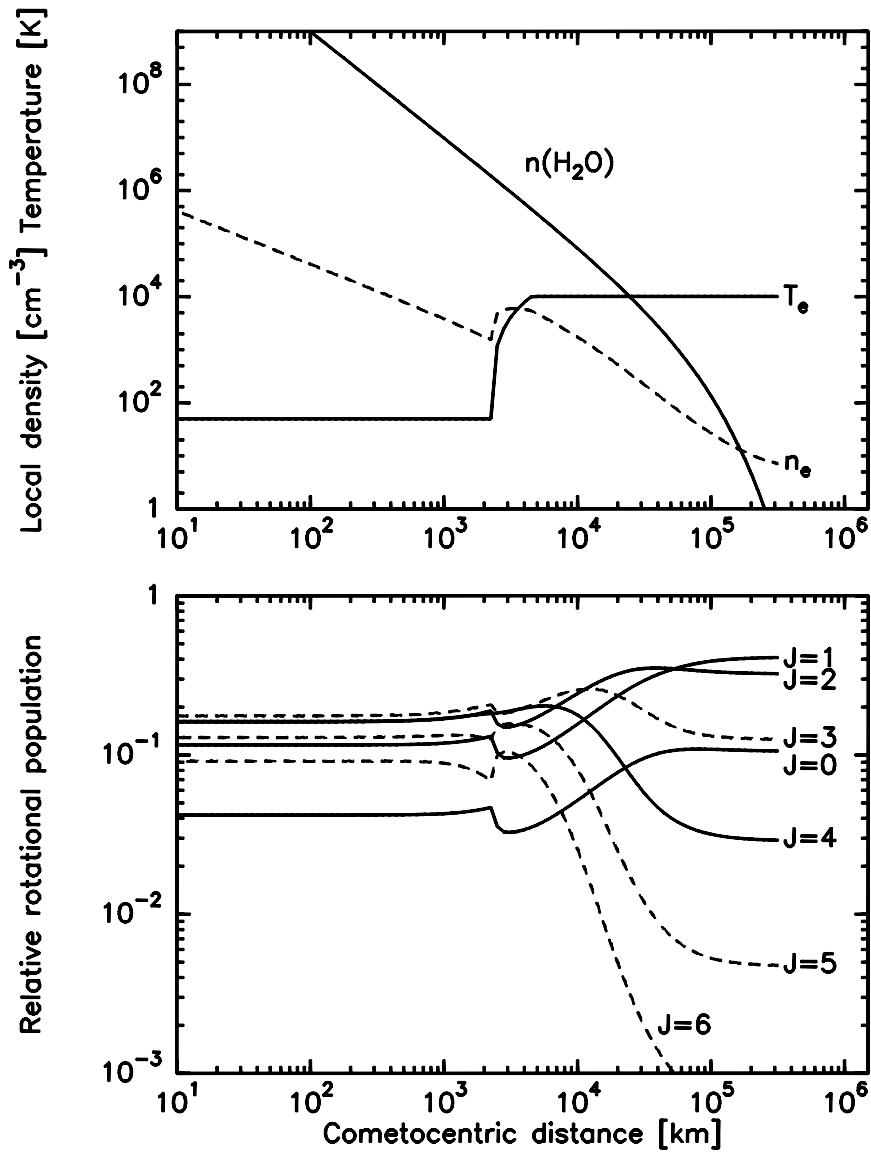 Local density [cm⁻³] Temperature [K]
10⁸
10⁶
10⁴
10²
1
n(H₂O)
Tₑ
nₑ
10¹ 10² 10³ 10⁴ 10⁵ 10⁶
Relative rotational population
1
10⁻¹
10⁻²
10⁻³
J=1
J=2
J=3
J=0
J=4
J=5
J=6
10¹ 10² 10³ 10⁴ 10⁵ 10⁶
Cometocentric distance [km]